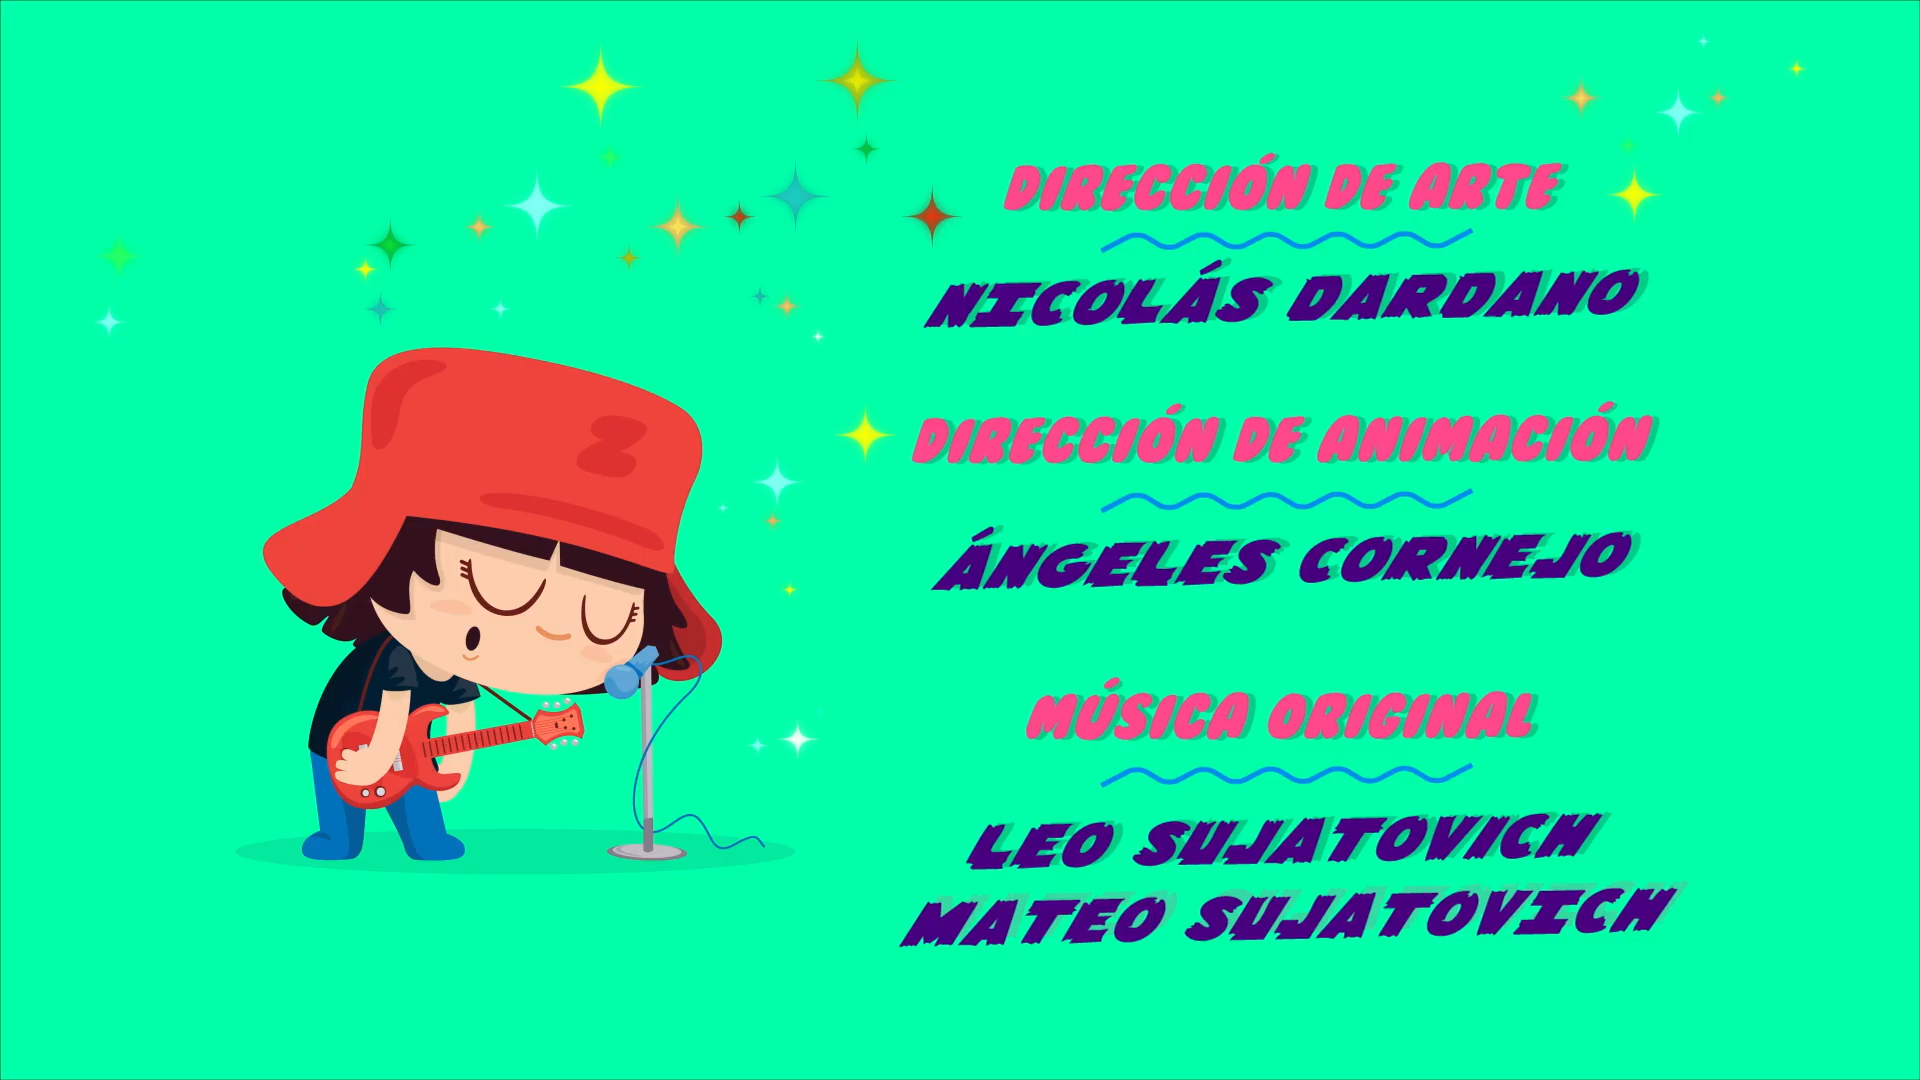 DIRECCIÓN DE ARTE
NICOLÁS DARDANO
DIRECCIÓN DE ANIMACIÓN
ÁNGELES CORNEJO
MÚSICA ORIGINAL
LEO SUJATOVICH
MATEO SUJATOVICH